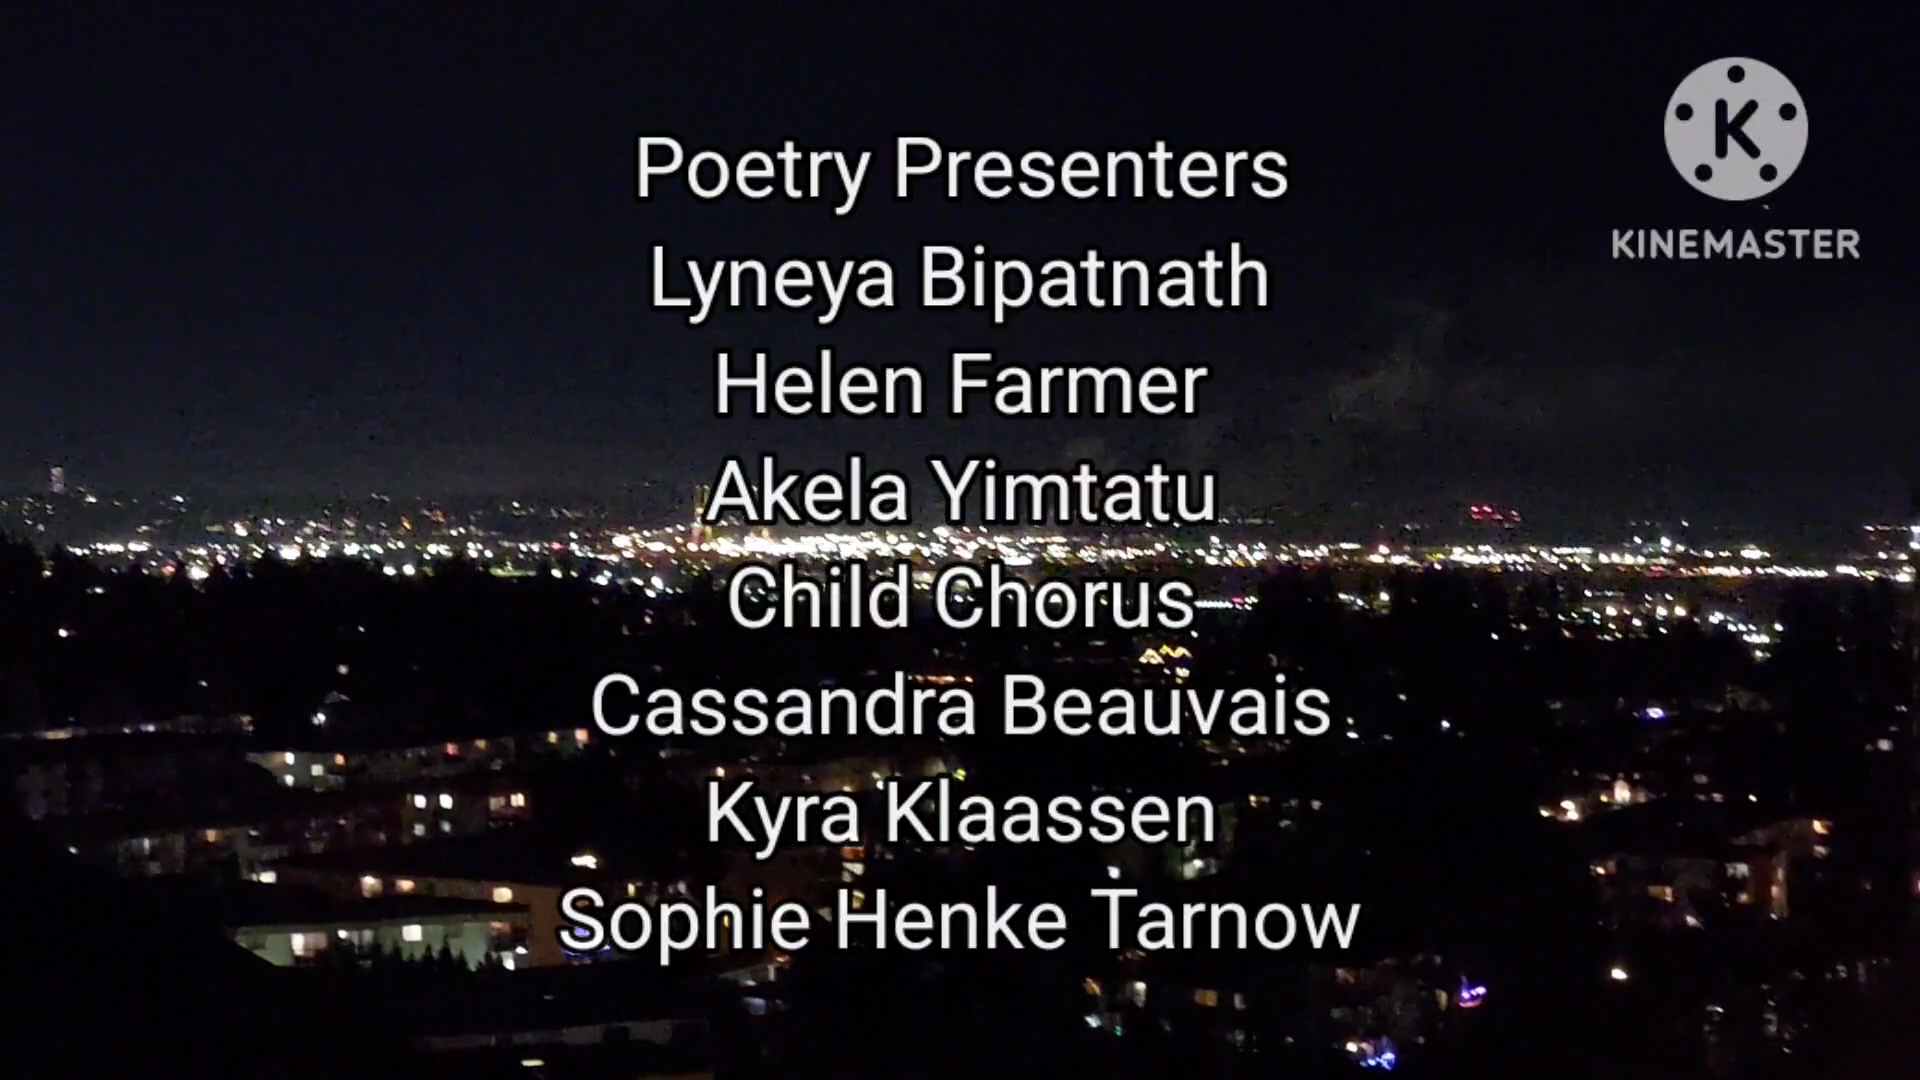 Poetry Presenters
Lyneya Bipatnath
Helen Farmer
Akela Yimtatu
Child Chorus
Cassandra Beauvais
Kyra Klaassen
Sophie Henke Tarnow
K
KINEMASTER